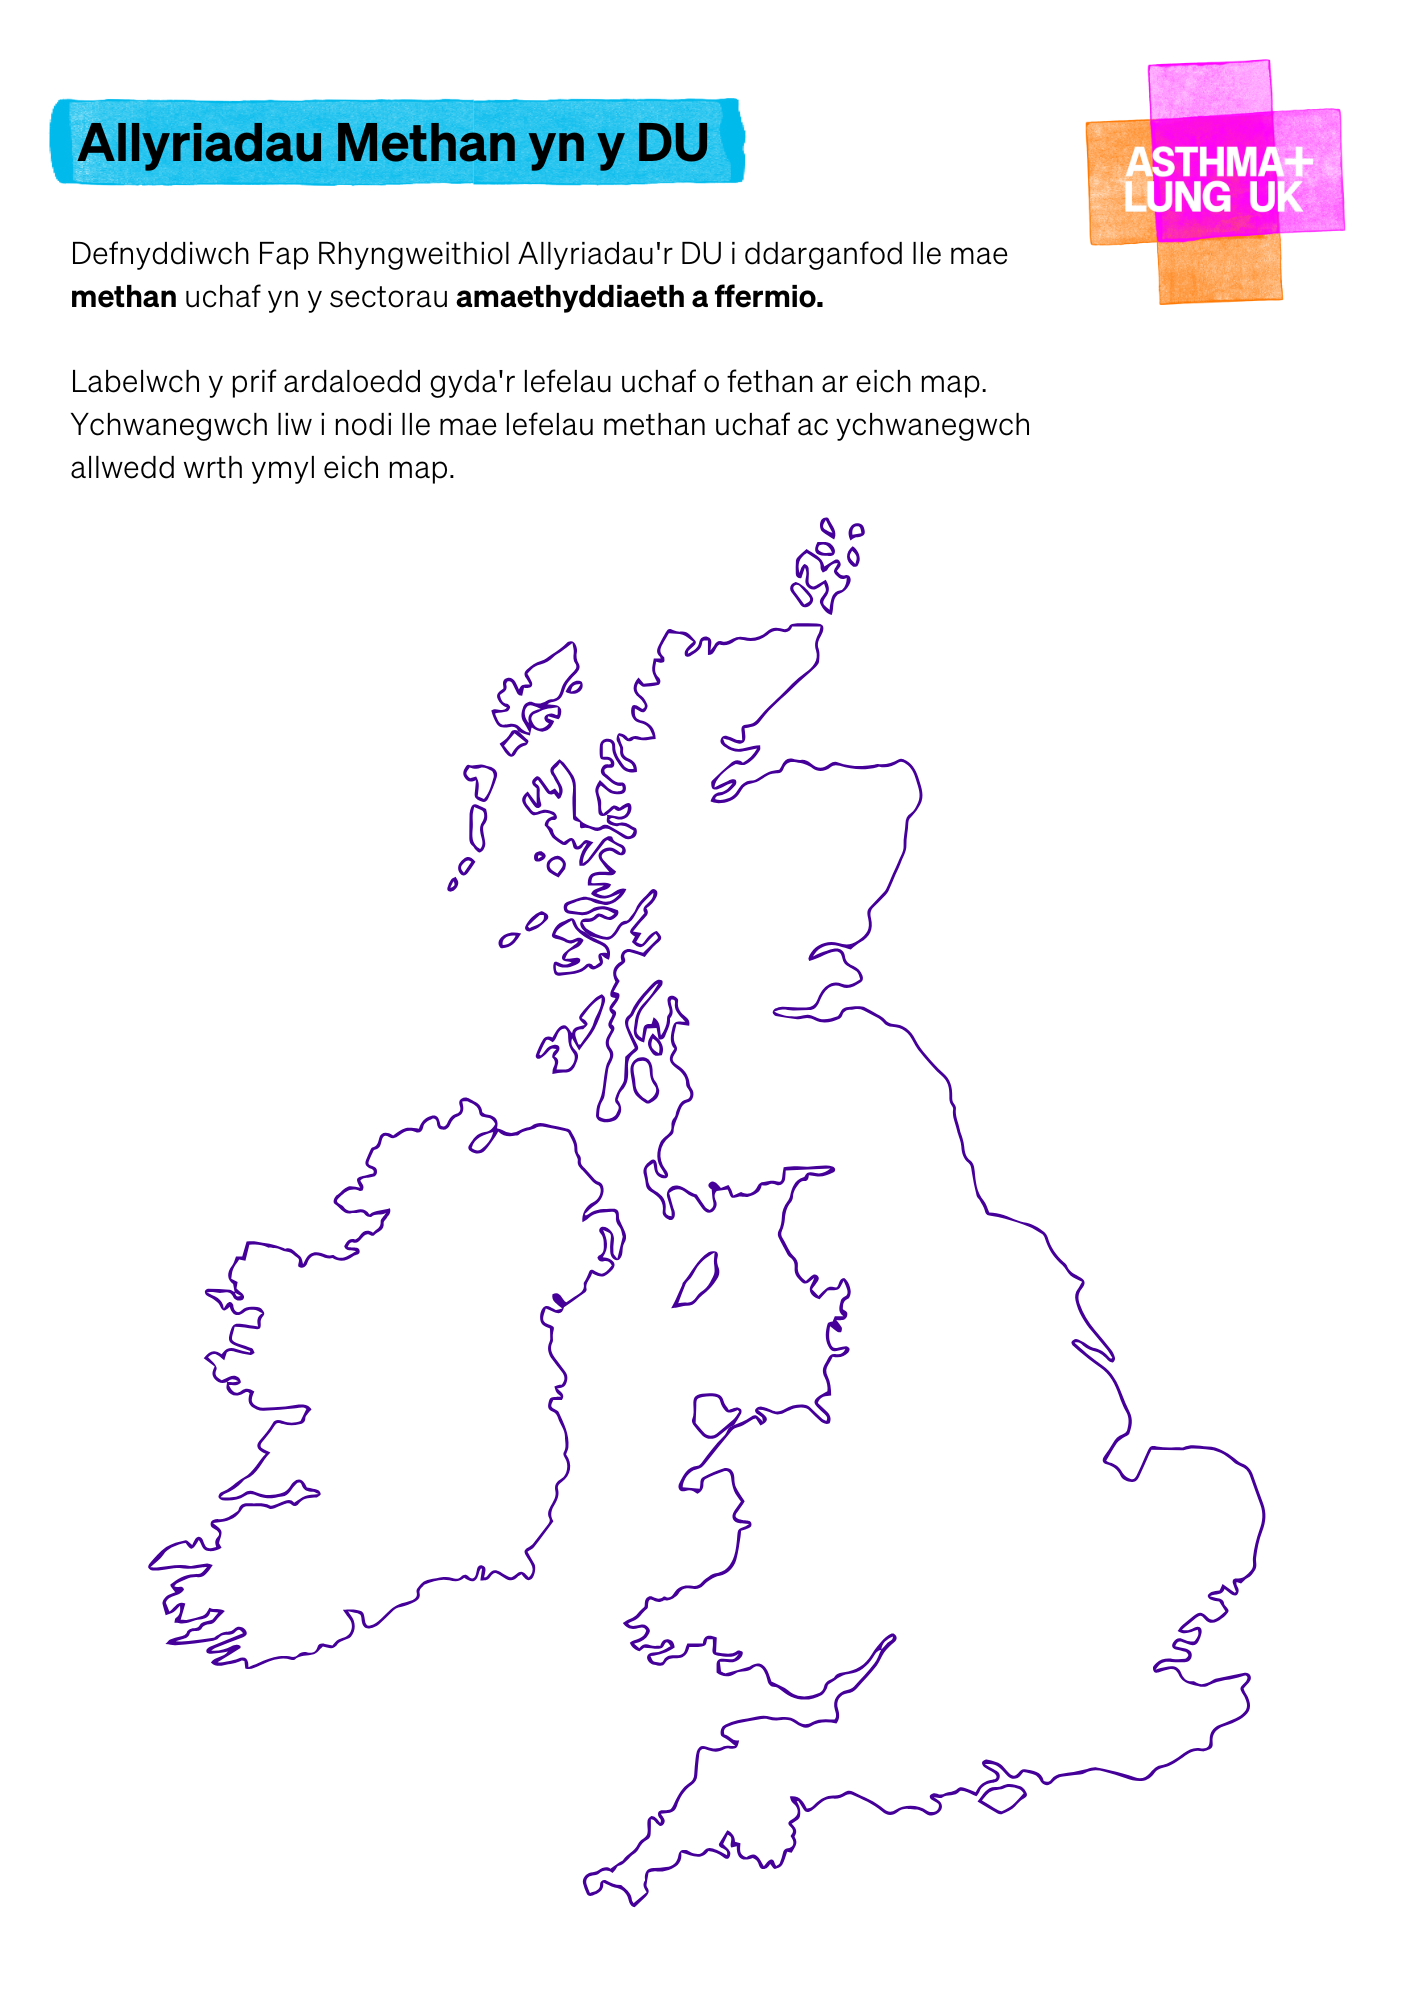 Allyriadau Methan yn y DU
ASTHMA+
LUNG UK
Defnyddiwch Fap Rhyngweithiol Allyriadau'r DU i ddarganfod lle mae
methan uchaf yn y sectorau amaethyddiaeth a ffermio.
Labelwch y prif ardaloedd gyda'r lefelau uchaf o fethan ar eich map.
Ychwanegwch liw i nodi lle mae lefelau methan uchaf ac ychwanegwch
allwedd wrth ymyl eich map.